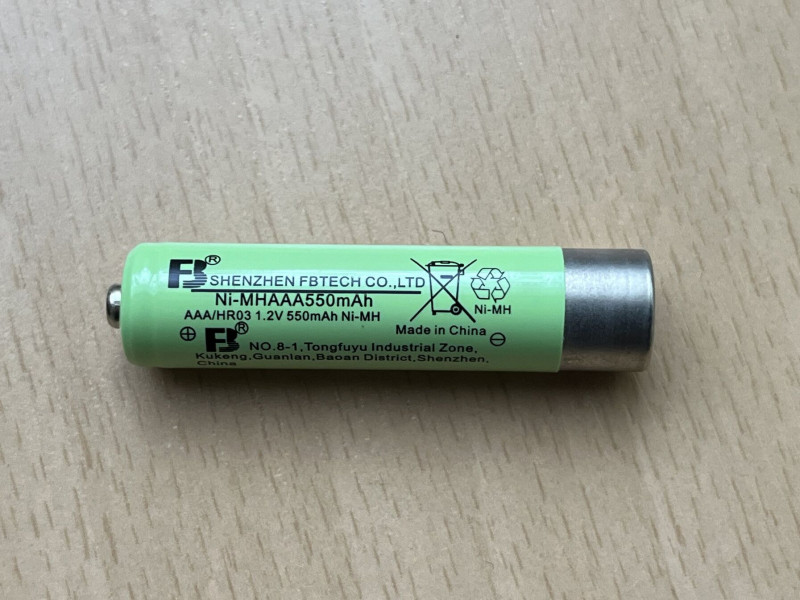 FB® SHENZHEN FBTECH CO.,LTD
Ni-MHAAA550mAh
AAA/HR03 1.2V 550mAh Ni-MH
Ni-MH
Made in China
FB® NO.8-1,Tongfuyu Industrial Zone,
Kukeng,Guanlan,Baoan District,Shenzhen,
China